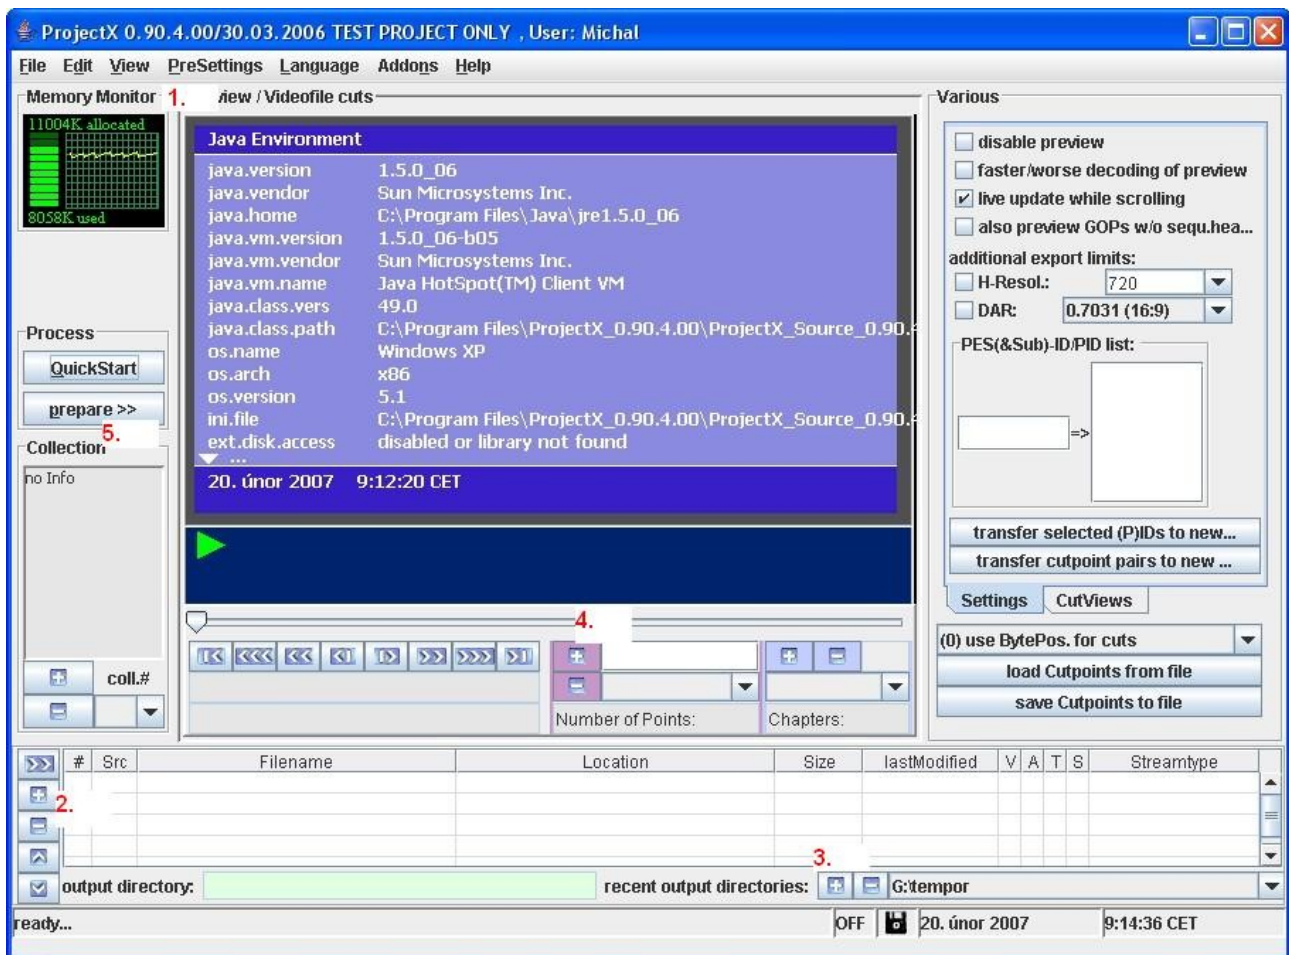 ProjectX 0.90.4.00/30.03.2006 TEST PROJECT ONLY , User: Michal
File Edit View PreSettings Language Addons Help
Memory Monitor
1.
view / Videofile cuts
Various
11004K allocated
8058K used
Java Environment
java.version 1.5.0_06
java.vendor Sun Microsystems Inc.
java.home C:\Program Files\Java\jre1.5.0_06
java.vm.version 1.5.0_06-b05
java.vm.vendor Sun Microsystems Inc.
java.vm.name Java HotSpot(TM) Client VM
java.class.vers 49.0
java.class.path C:\Program Files\ProjectX_0.90.4.00\ProjectX_Source_0.90.4
os.name Windows XP
os.arch x86
os.version 5.1
ini.file C:\Program Files\ProjectX_0.90.4.00\ProjectX_Source_0.90.4
ext.disk.access disabled or library not found
...
20. únor 2007 9:12:20 CET
Process
QuickStart
prepare >>
5.
Collection
no Info
coll.#
disable preview
faster/worse decoding of preview
live update while scrolling
also preview GOPs w/o sequ.hea...
additional export limits:
H-Resol.: 720
DAR: 0.7031 (16:9)
PES(&Sub)-ID/PID list:
=>
transfer selected (P)IDs to new...
transfer cutpoint pairs to new ...
Settings CutViews
(0) use BytePos. for cuts
load Cutpoints from file
save Cutpoints to file
4.
Number of Points:
Chapters:
# Src Filename Location Size lastModified V A T S Streamtype
2.
3.
output directory:
recent output directories:
G:\tempor
ready...
OFF
20. únor 2007
9:14:36 CET